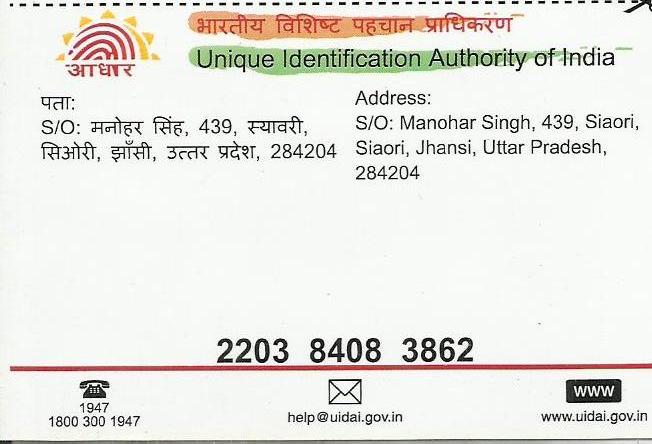 भारतीय विशिष्ट पहचान प्राधिकरण
आधार
Unique Identification Authority of India
पता:
S/O: मनोहर सिंह, 439, स्यावरी,
सिओरी, झाँसी, उत्तर प्रदेश, 284204
Address:
S/O: Manohar Singh, 439, Siaori,
Siaori, Jhansi, Uttar Pradesh,
284204
2203 8408 3862
1947
1800 300 1947
help@uidai.gov.in
www
www.uidai.gov.in